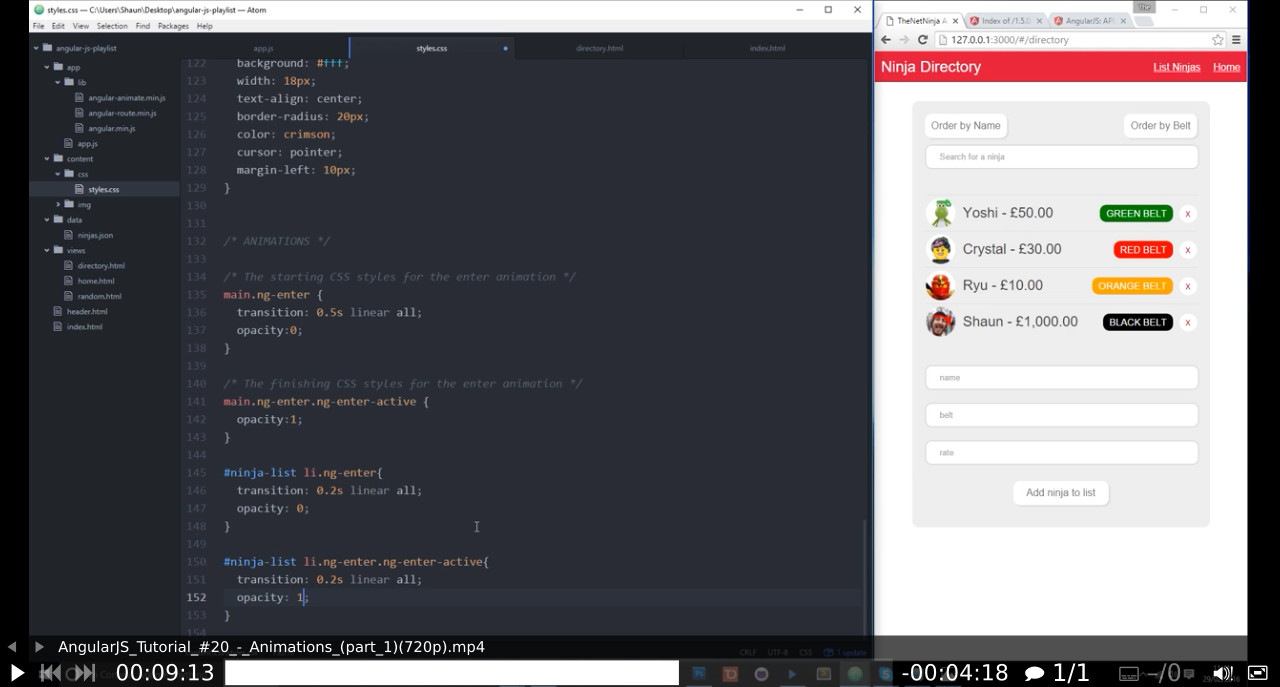 styles.css — C:\Users\Shaun\Desktop\angular-js-playlist — Atom
File Edit View Selection Find Packages Help
angular-js-playlist
app
lib
angular-animate.min.js
angular-route.min.js
angular.min.js
app.js
content
css
styles.css
img
data
ninjas.json
views
directory.html
home.html
random.html
header.html
index.html
app.js styles.css directory.html index.html
122 background: #fff;
123 width: 18px;
124 text-align: center;
125 border-radius: 20px;
126 color: crimson;
127 cursor: pointer;
128 margin-left: 10px;
129 }
130
131
132 /* ANIMATIONS */
133
134 /* The starting CSS styles for the enter animation */
135 main.ng-enter {
136 transition: 0.5s linear all;
137 opacity:0;
138 }
139
140 /* The finishing CSS styles for the enter animation */
141 main.ng-enter.ng-enter-active {
142 opacity:1;
143 }
144
145 #ninja-list li.ng-enter{
146 transition: 0.2s linear all;
147 opacity: 0;
148 }
149
150 #ninja-list li.ng-enter.ng-enter-active{
151 transition: 0.2s linear all;
152 opacity: 1;
153 }
154
CRLF UTF-8 CSS 1 update
The
TheNetNinja A Index of /1.5.0 AngularJS: API
127.0.0.1:3000/#/directory
Ninja Directory List Ninjas Home
Order by Name Order by Belt
Search for a ninja
Yoshi - £50.00 GREEN BELT X
Crystal - £30.00 RED BELT X
Ryu - £10.00 ORANGE BELT X
Shaun - £1,000.00 BLACK BELT X
name
belt
rate
Add ninja to list
AngularJS_Tutorial_#20_-_Animations_(part_1)(720p).mp4
00:09:13 -00:04:18 1/1 –/0